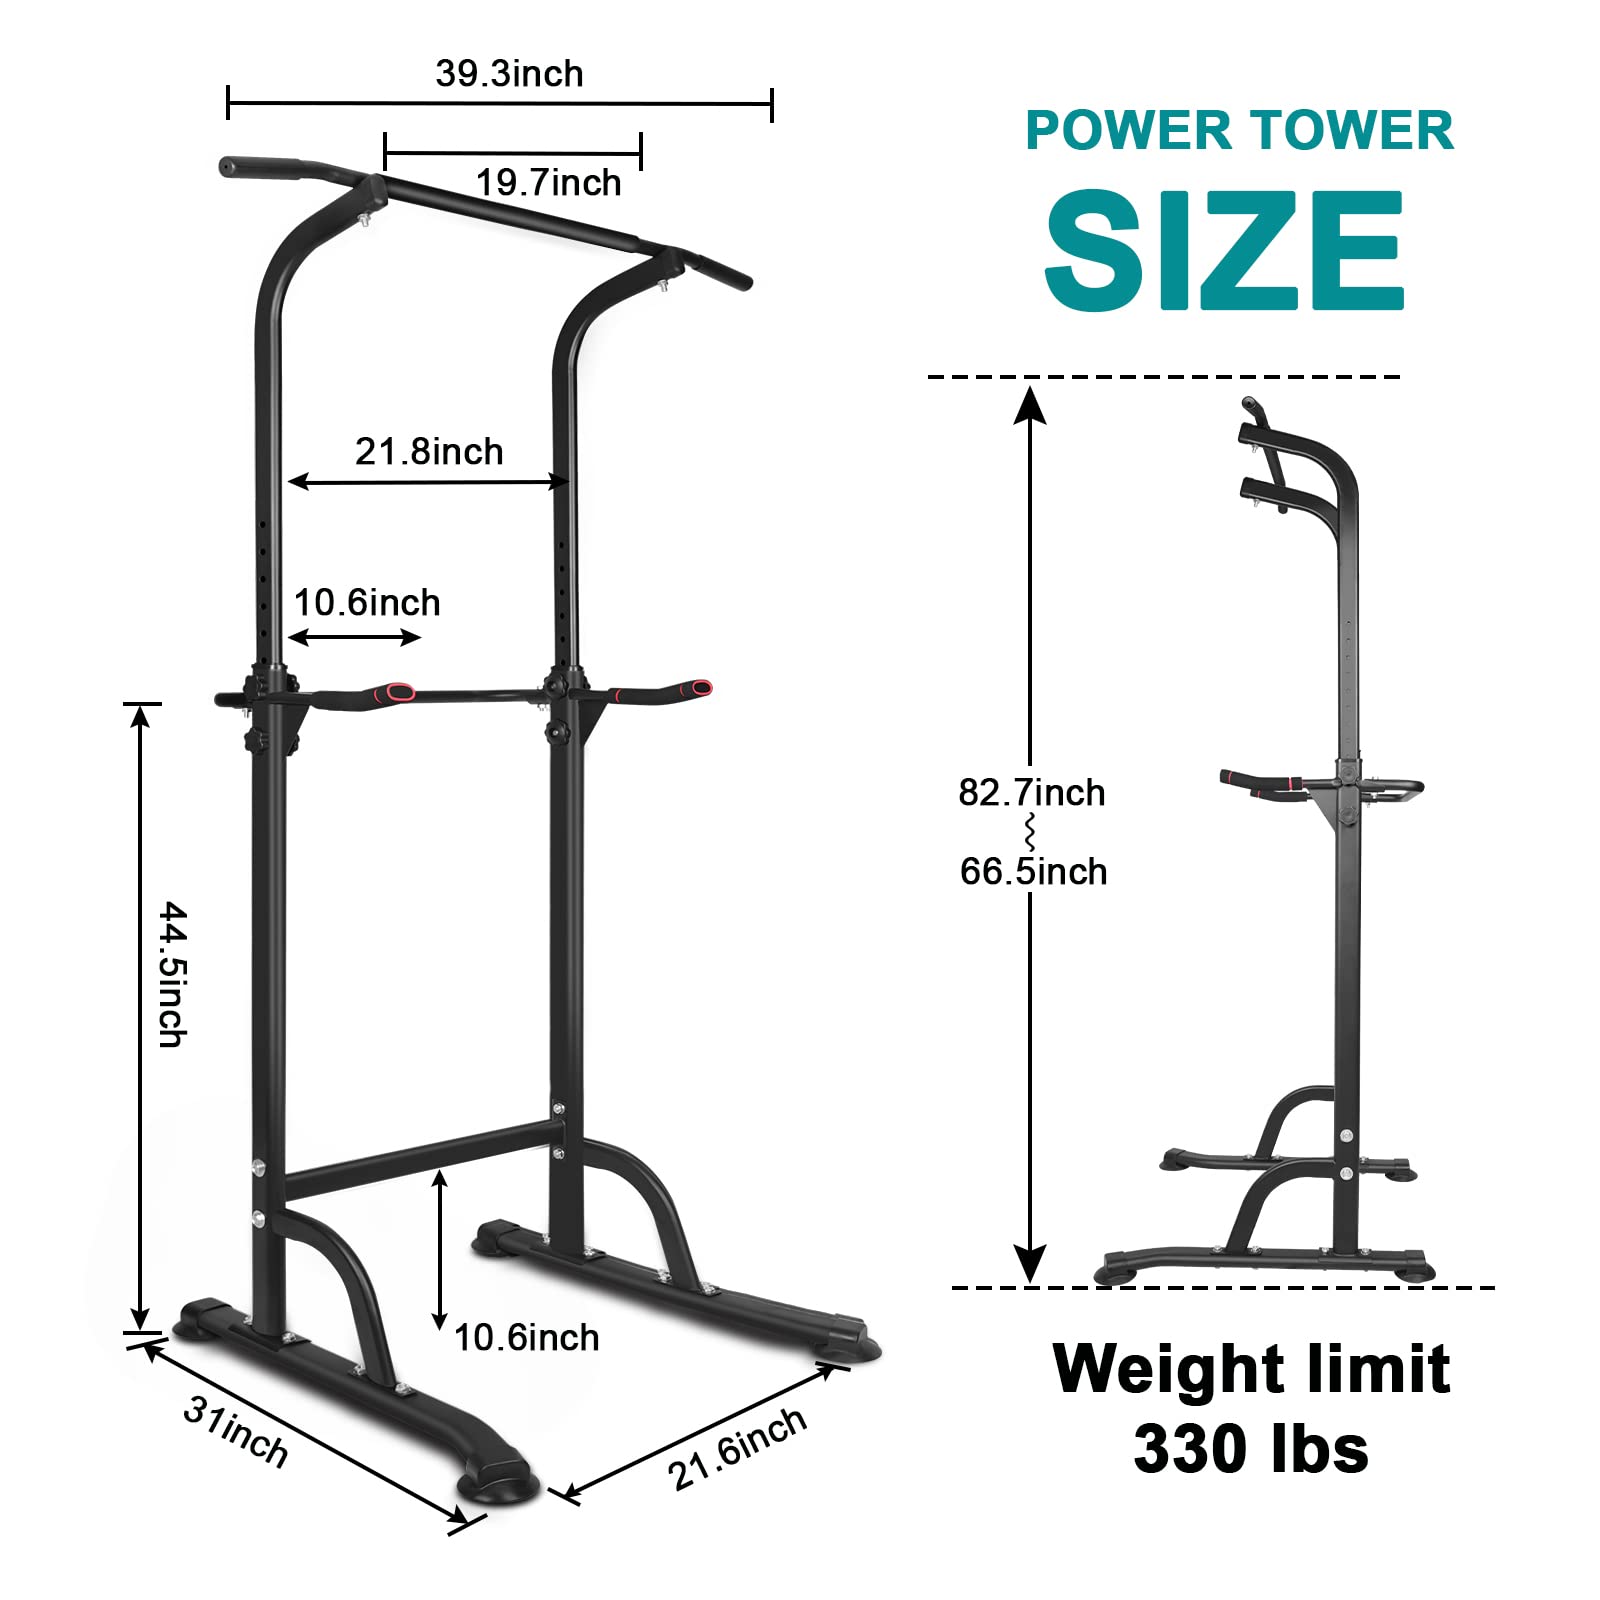 39.3inch
19.7inch
POWER TOWER
SIZE
21.8inch
10.6inch
82.7inch
66.5inch
44.5inch
10.6inch
31inch
21.6inch
Weight limit
330 lbs